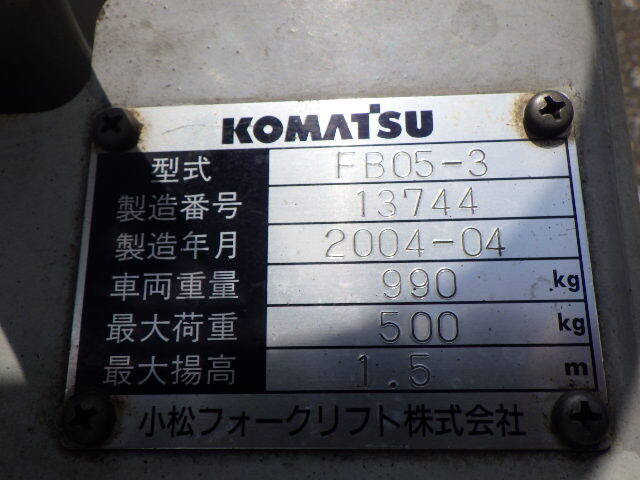 KOMATSU
型式 FB05-3
製造番号 13744
製造年月 2004-04
車両重量 990 kg
最大荷重 500 kg
最大揚高 1.5 m
小松フォークリフト株式会社